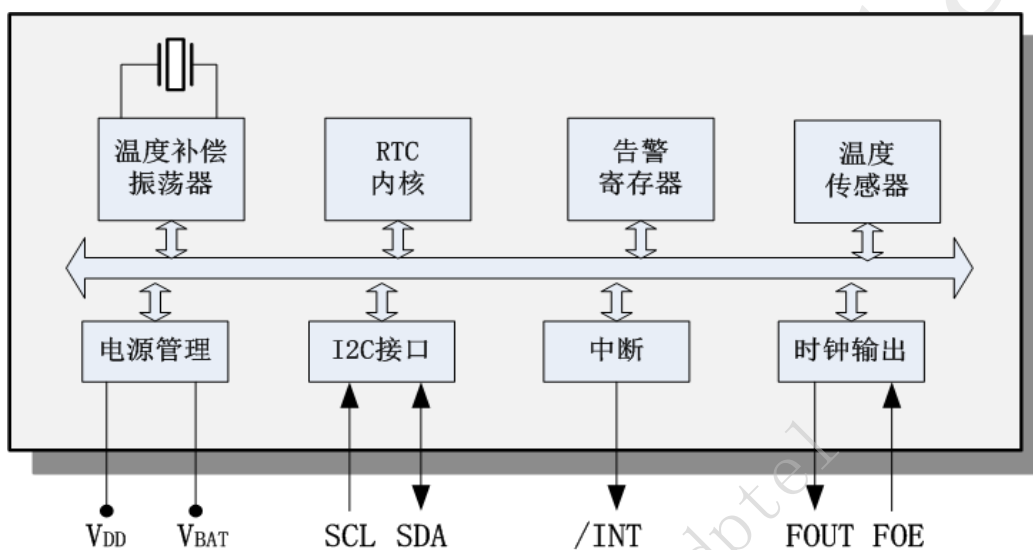 温度补偿
振荡器
RTC
内核
告警
寄存器
温度
传感器
电源管理
I2C接口
中断
时钟输出
VDD
VBAT
SCL
SDA
/INT
FOUT
FOE
dptel